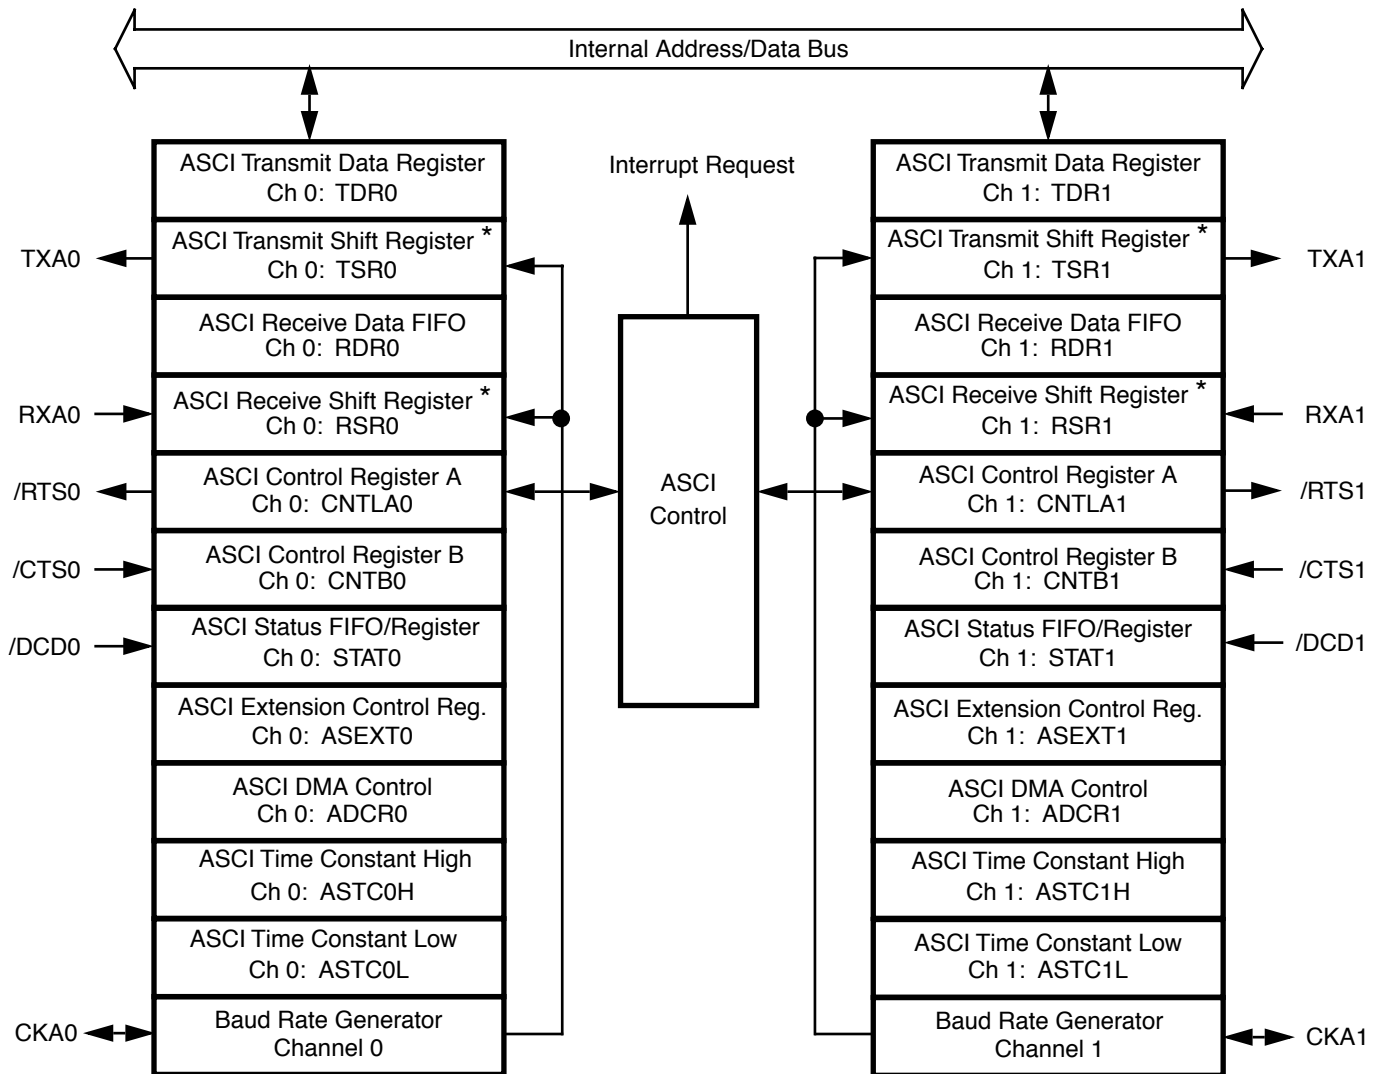 Internal Address/Data Bus
ASCI Transmit Data Register
Ch 0: TDR0
TXA0
ASCI Transmit Shift Register *
Ch 0: TSR0
ASCI Receive Data FIFO
Ch 0: RDR0
RXA0
ASCI Receive Shift Register *
Ch 0: RSR0
/RTS0
ASCI Control Register A
Ch 0: CNTLA0
/CTS0
ASCI Control Register B
Ch 0: CNTB0
/DCD0
ASCI Status FIFO/Register
Ch 0: STAT0
ASCI Extension Control Reg.
Ch 0: ASEXT0
ASCI DMA Control
Ch 0: ADCR0
ASCI Time Constant High
Ch 0: ASTC0H
ASCI Time Constant Low
Ch 0: ASTC0L
CKA0
Baud Rate Generator
Channel 0
Interrupt Request
ASCI
Control
ASCI Transmit Data Register
Ch 1: TDR1
ASCI Transmit Shift Register *
Ch 1: TSR1
TXA1
ASCI Receive Data FIFO
Ch 1: RDR1
ASCI Receive Shift Register *
Ch 1: RSR1
RXA1
ASCI Control Register A
Ch 1: CNTLA1
/RTS1
ASCI Control Register B
Ch 1: CNTB1
/CTS1
ASCI Status FIFO/Register
Ch 1: STAT1
/DCD1
ASCI Extension Control Reg.
Ch 1: ASEXT1
ASCI DMA Control
Ch 1: ADCR1
ASCI Time Constant High
Ch 1: ASTC1H
ASCI Time Constant Low
Ch 1: ASTC1L
Baud Rate Generator
Channel 1
CKA1